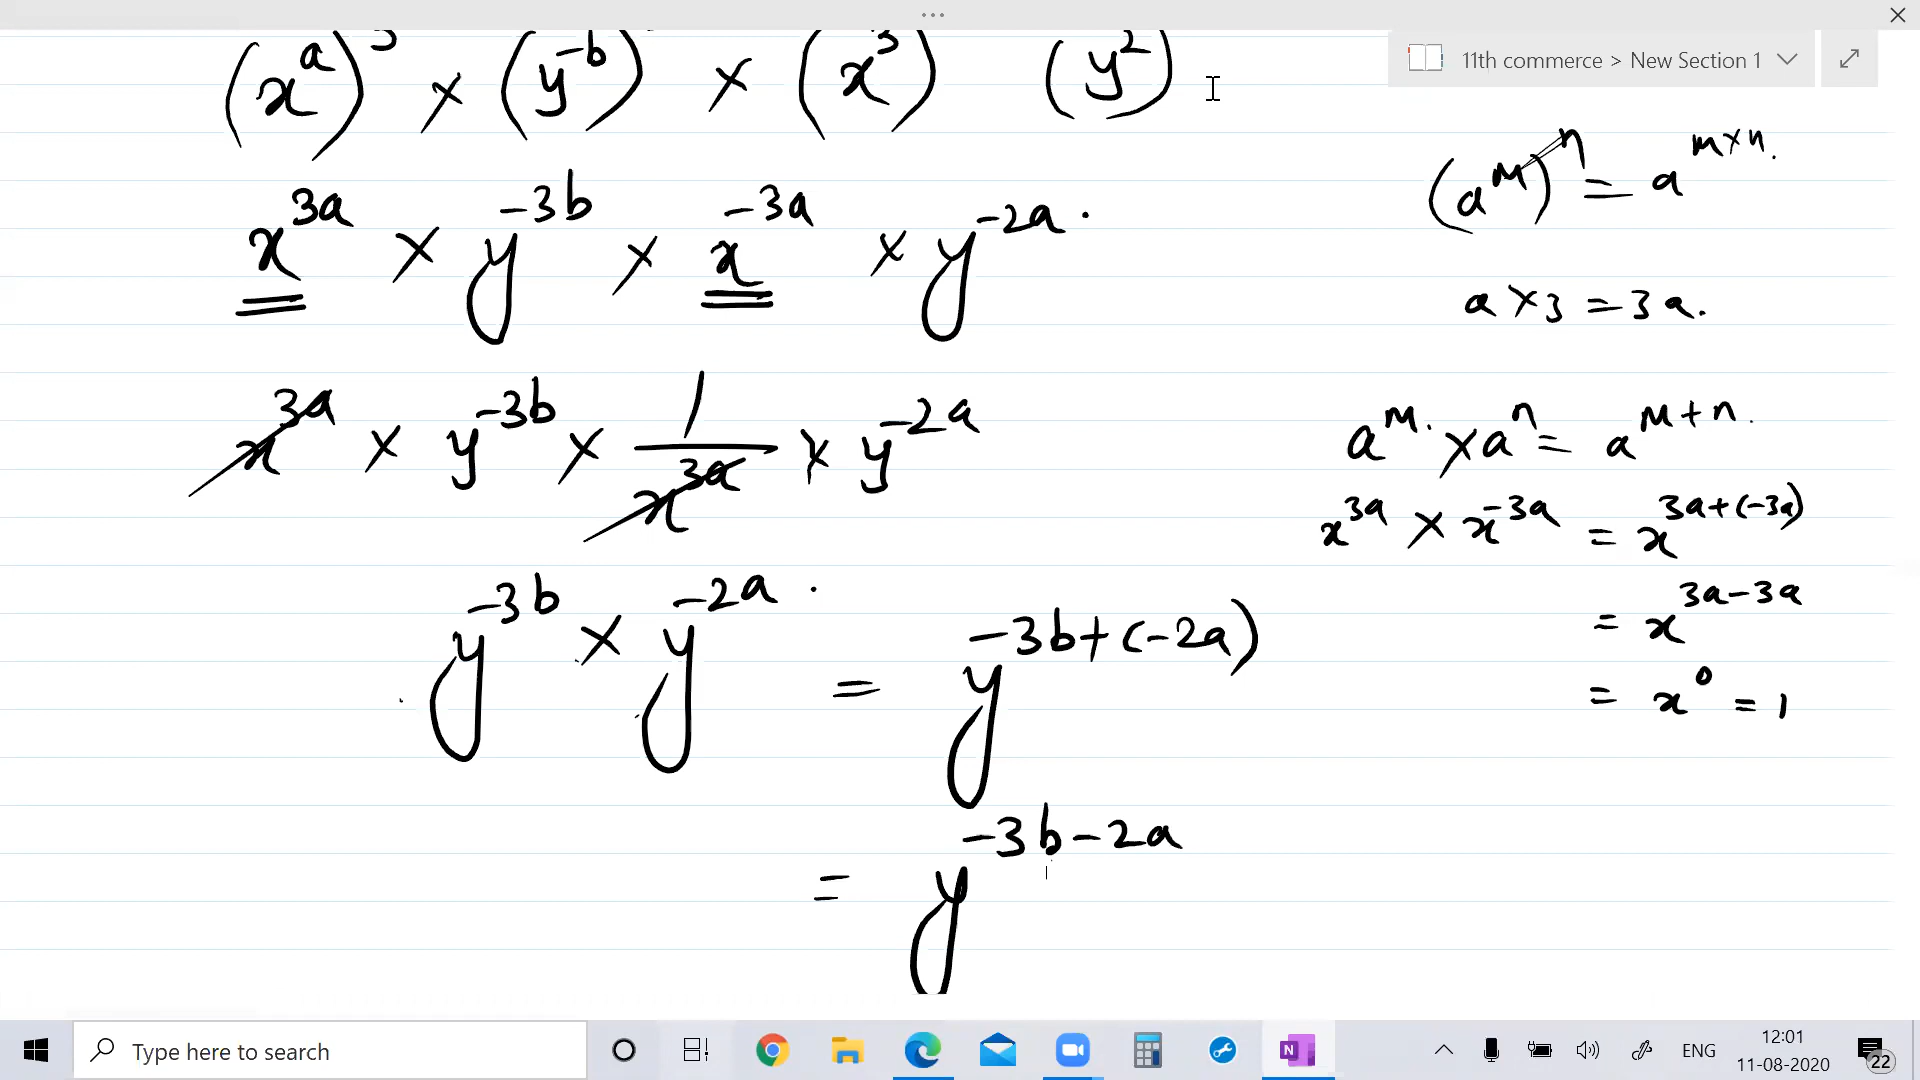 11th commerce > New Section 1
(x^a)^3 × (y^-b) × (x^3) (y^2)
x^3a × y^-3b × x^-3a × y^-2a.
x^3a × y^-3b × 1/x^3a × y^-2a
y^-3b × y^-2a. = y^-3b+(-2a)
= y^-3b-2a
(a^m)^n = a^m×n.
a × 3 = 3a.
a^m. × a^n = a^m+n.
x^3a × x^-3a = x^3a+(-3a)
= x^3a-3a
= x^0 = 1
Type here to search
N
ENG
12:01
11-08-2020
22